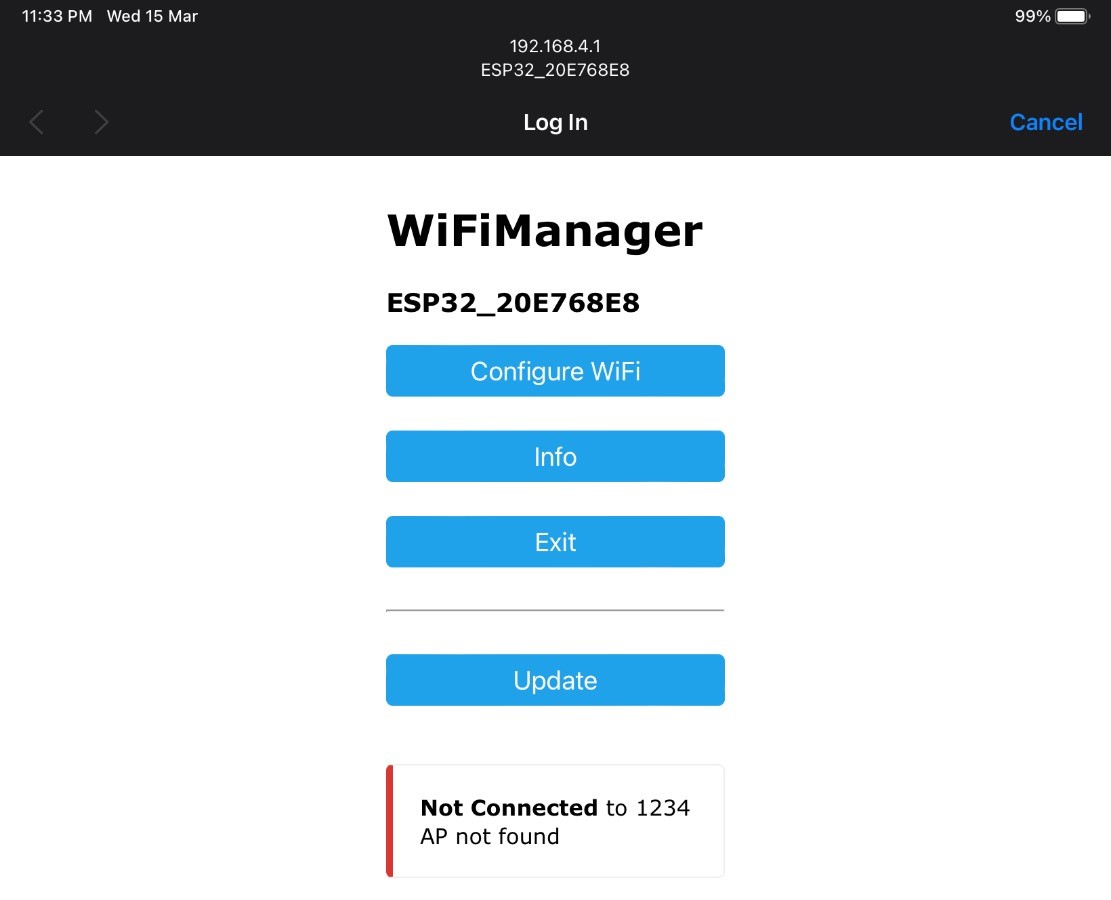 11:33 PM Wed 15 Mar 99%
192.168.4.1
ESP32_20E768E8
Log In Cancel
WiFiManager
ESP32_20E768E8
Configure WiFi
Info
Exit
Update
Not Connected to 1234
AP not found